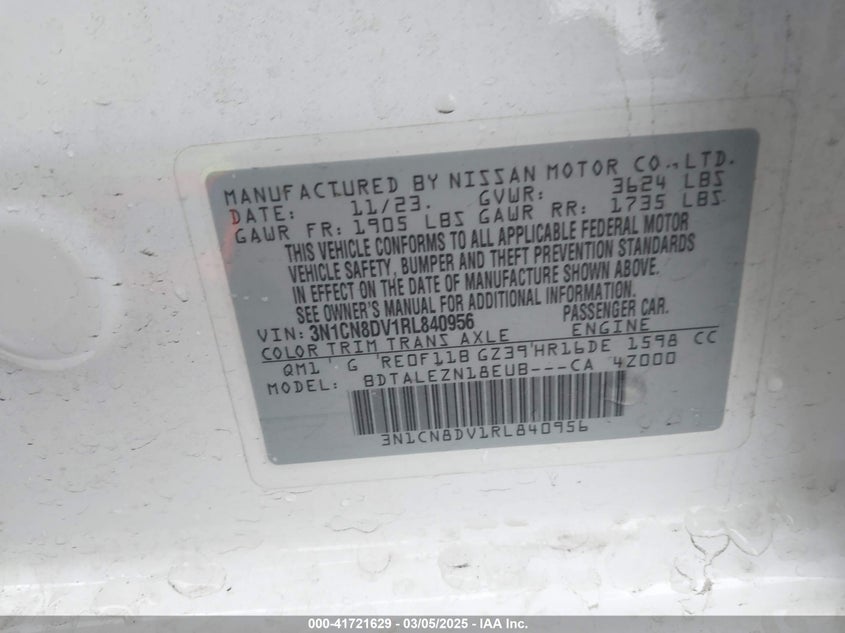 MANUFACTURED BY NISSAN MOTOR CO.,LTD.
DATE: 11/23. GVWR: 3624 LBS
GAWR FR: 1905 LBS GAWR RR: 1735 LBS
THIS VEHICLE CONFORMS TO ALL APPLICABLE FEDERAL MOTOR
VEHICLE SAFETY, BUMPER AND THEFT PREVENTION STANDARDS
IN EFFECT ON THE DATE OF MANUFACTURE SHOWN ABOVE.
SEE OWNER'S MANUAL FOR ADDITIONAL INFORMATION.
VIN: 3N1CN8DV1RL840956 PASSENGER CAR.
COLOR TRIM TRANS AXLE ENGINE
QM1 G RE0F11B GZ39 HR16DE 1598 CC
MODEL: BDTALEZN18EUB---CA 4Z000
3N1CN8DV1RL840956
000-41721629 - 03/05/2025 - IAA Inc.